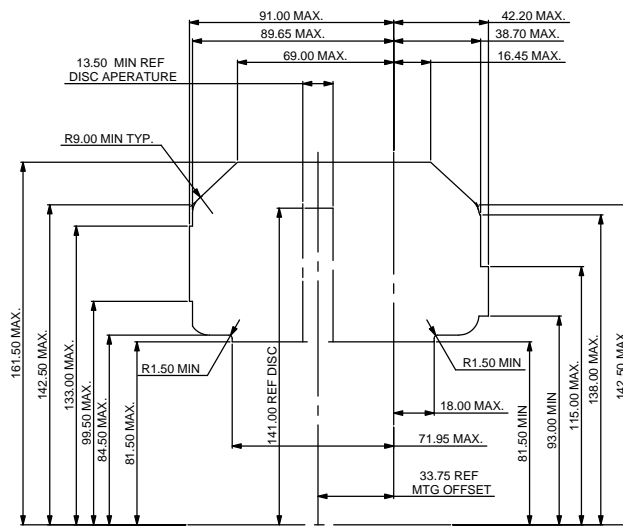 91.00 MAX.
42.20 MAX.
89.65 MAX.
38.70 MAX.
13.50 MIN REF
DISC APERATURE
69.00 MAX.
16.45 MAX.
R9.00 MIN TYP.
161.50 MAX.
142.50 MAX.
133.00 MAX.
99.50 MAX.
84.50 MAX.
81.50 MAX.
R1.50 MIN
141.00 REF DISC
R1.50 MIN
18.00 MAX.
71.95 MAX.
33.75 REF
MTG OFFSET
81.50 MIN
93.00 MIN
115.00 MAX.
138.00 MAX.
142.50 MAX.